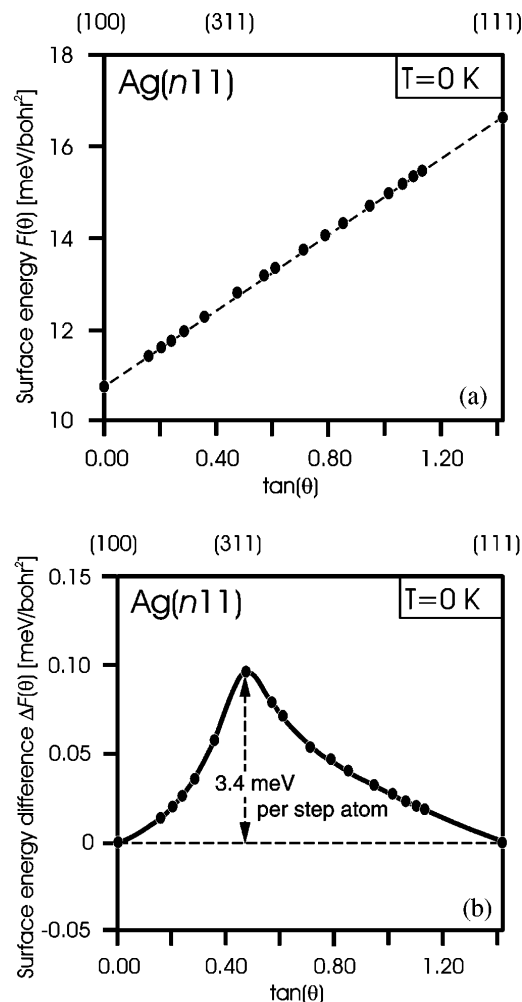 (100) (311) (111)
Ag(n11) T=0 K
Surface energy F(θ) [meV/bohr²]
18
16
14
12
10
(a)
0.00 0.40 0.80 1.20
tan(θ)
(100) (311) (111)
Ag(n11) T=0 K
Surface energy difference ΔF(θ) [meV/bohr²]
0.15
0.10
0.05
0
-0.05
3.4 meV
per step atom
(b)
0.00 0.40 0.80 1.20
tan(θ)